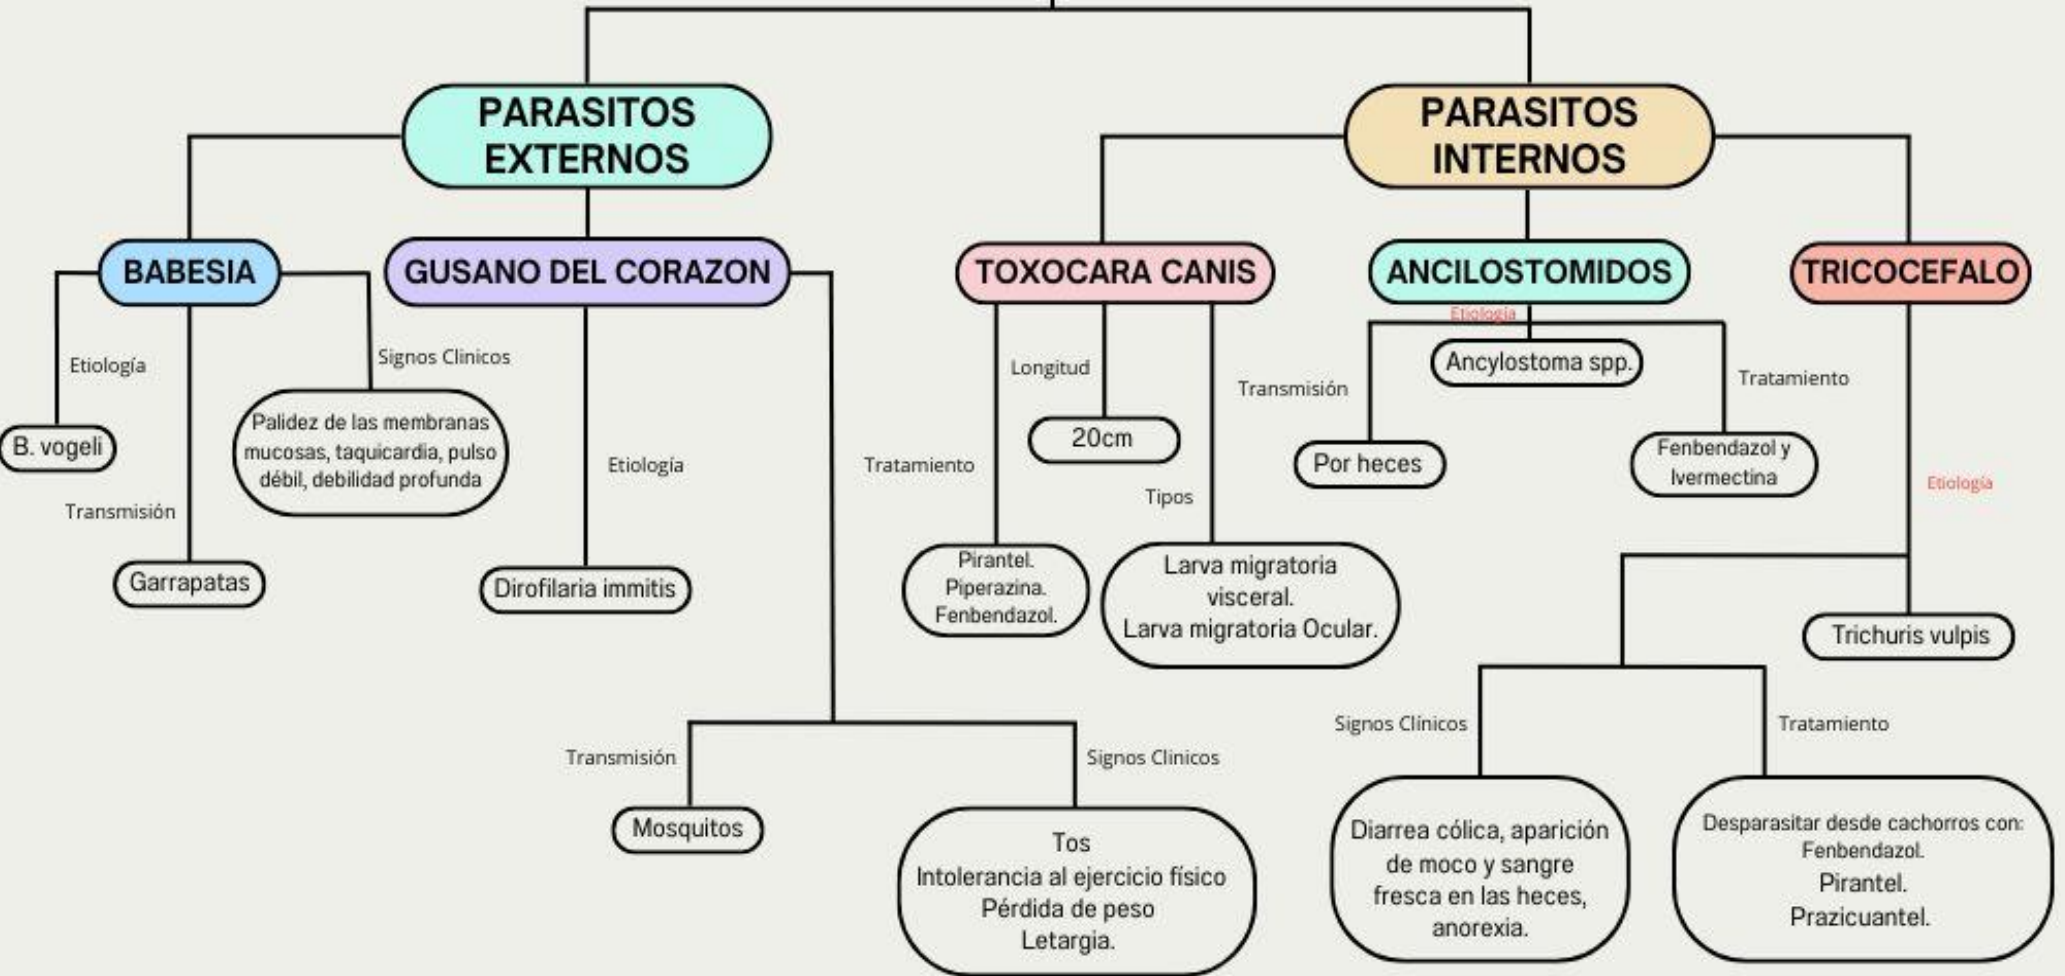 PARASITOS
EXTERNOS
PARASITOS
INTERNOS
BABESIA
GUSANO DEL CORAZON
TOXOCARA CANIS
ANCILOSTOMIDOS
TRICOCEFALO
Etiología
B. vogeli
Transmisión
Garrapatas
Signos Clinicos
Palidez de las membranas
mucosas, taquicardia, pulso
débil, debilidad profunda
Etiología
Dirofilaria immitis
Transmisión
Mosquitos
Signos Clinicos
Tos
Intolerancia al ejercicio físico
Pérdida de peso
Letargia.
Tratamiento
Pirantel.
Piperazina.
Fenbendazol.
Longitud
20cm
Tipos
Larva migratoria
visceral.
Larva migratoria Ocular.
Etiología
Ancylostoma spp.
Transmisión
Por heces
Tratamiento
Fenbendazol y
Ivermectina
Etiología
Trichuris vulpis
Signos Clínicos
Diarrea cólica, aparición
de moco y sangre
fresca en las heces,
anorexia.
Tratamiento
Desparasitar desde cachorros con:
Fenbendazol.
Pirantel.
Prazicuantel.